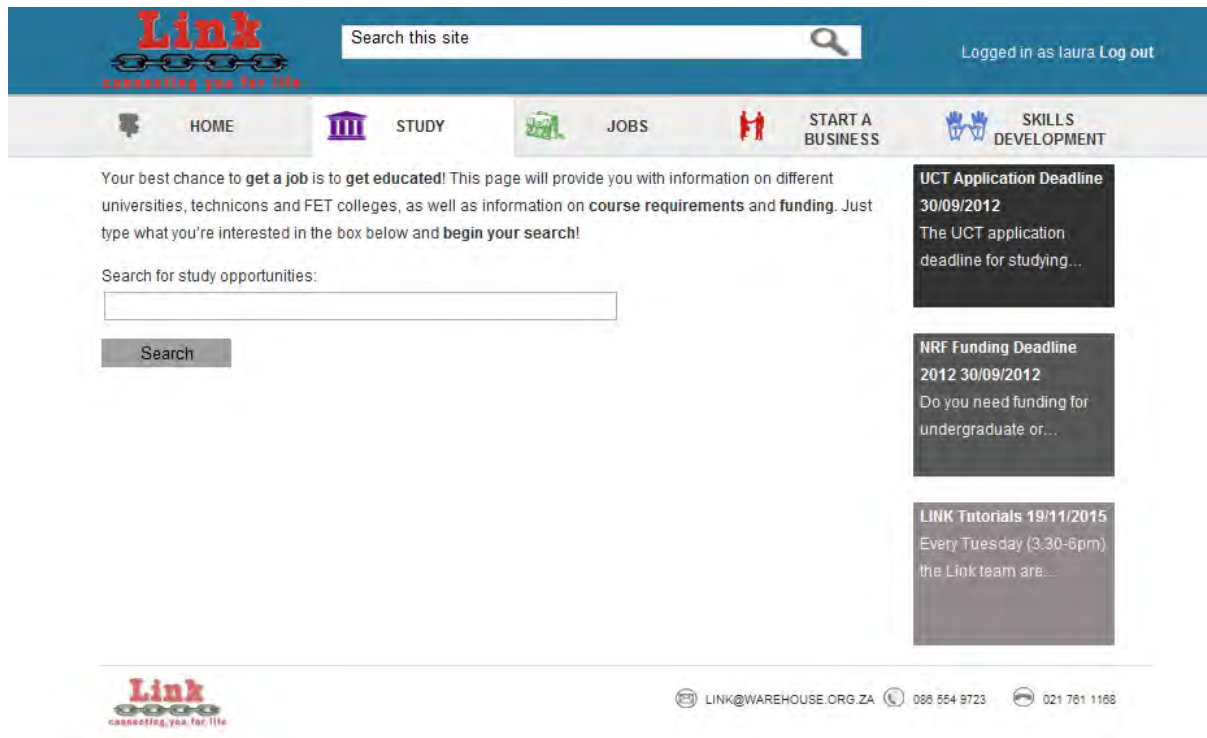 Link
connecting you for life
Search this site
Logged in as laura Log out
HOME
STUDY
JOBS
START A
BUSINESS
SKILLS
DEVELOPMENT
Your best chance to get a job is to get educated! This page will provide you with information on different
universities, technicons and FET colleges, as well as information on course requirements and funding. Just
type what you're interested in the box below and begin your search!
Search for study opportunities:
Search
UCT Application Deadline
30/09/2012
The UCT application
deadline for studying...
NRF Funding Deadline
2012 30/09/2012
Do you need funding for
undergraduate or...
LINK Tutorials 19/11/2015
Every Tuesday (3.30-6pm)
the Link team are...
Link
connecting you for life
LINK@WAREHOUSE.ORG.ZA
086 554 9723
021 761 1168